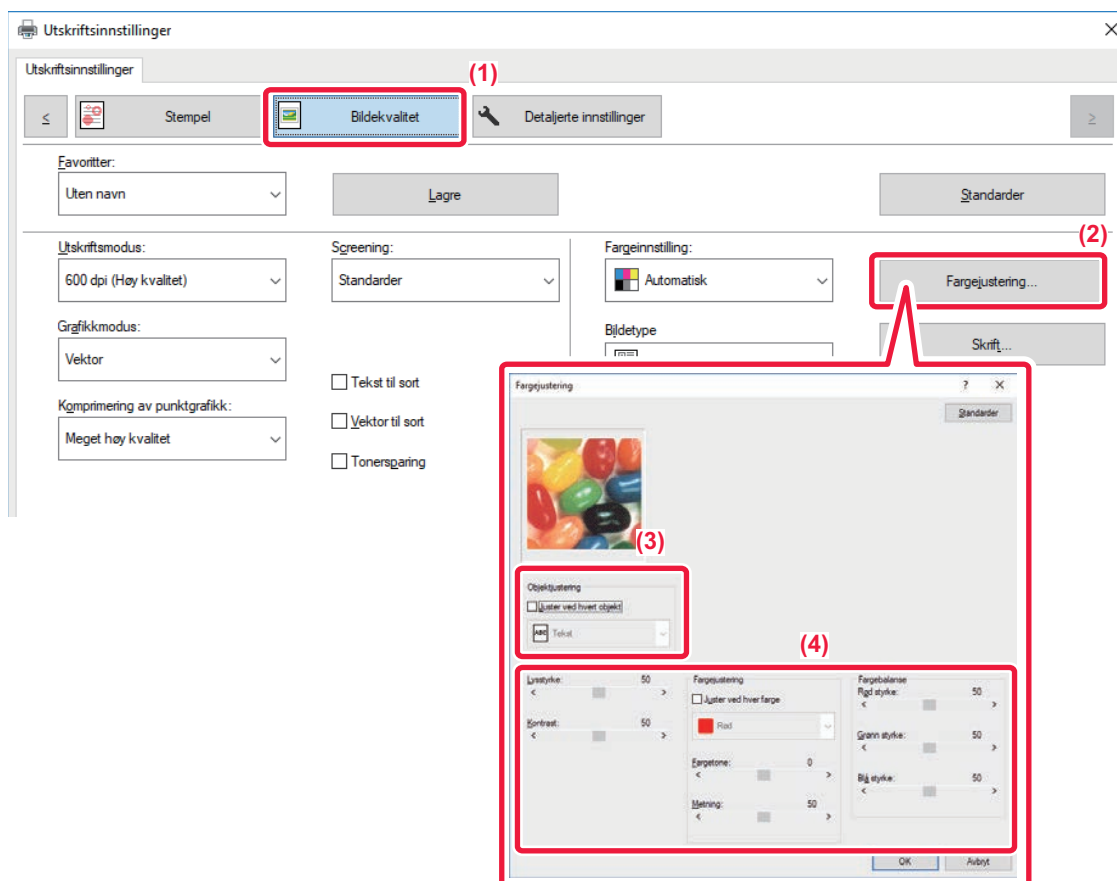 Utskriftsinnstillinger
Utskriftsinnstillinger
(1)
< Stempel Bildekvalitet Detaljerte innstillinger >
Favoritter:
Uten navn Lagre Standarder
(2)
Utskriftsmodus: Screening: Fargeinnstilling:
600 dpi (Høy kvalitet) Standarder Automatisk Fargejustering...
Grafikkmodus: Bildetype
Vektor Skrift...
Tekst til sort
Komprimering av punktgrafikk:
Meget høy kvalitet Vektor til sort
Tonersparing
Fargejustering ? ×
Standarder
(3)
Objektjustering
Juster ved hvert objekt
ABC Tekst
(4)
Lysstyrke: 50 Fargejustering Fargebalanse
< > Juster ved hver farge Rød styrke: 50
< >
Kontrast: 50 Rød Grønn styrke: 50
< > < >
Fargetone: 0 Blå styrke: 50
< > < >
Metning: 50
< >
OK Avbryt